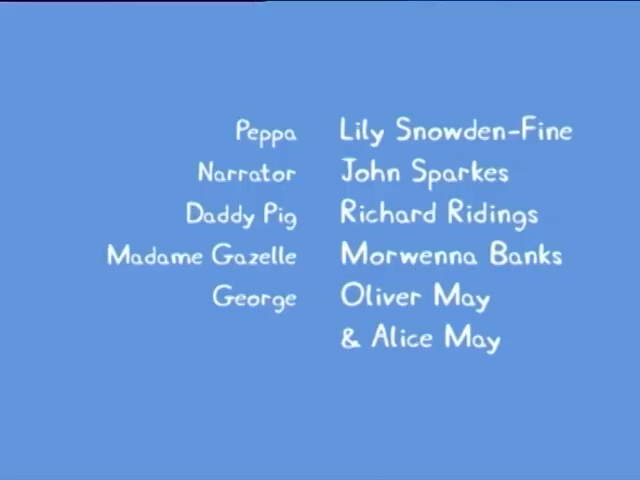 Peppa Lily Snowden-Fine
Narrator John Sparkes
Daddy Pig Richard Ridings
Madame Gazelle Morwenna Banks
George Oliver May
& Alice May